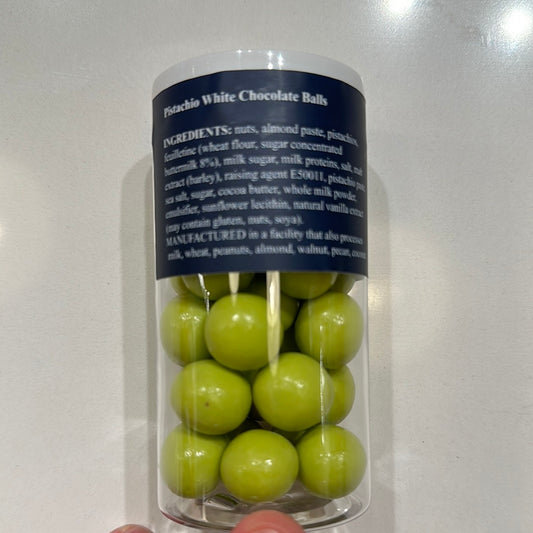 Pistachio White Chocolate Balls
INGREDIENTS: nuts, almond paste, pistachios,
feuilletine (wheat flour, sugar concentrated
buttermilk 8%), milk sugar, milk proteins, salt, malt
extract (barley), raising agent E50011, pistachio paste,
sea salt, sugar, cocoa butter, whole milk powder,
emulsifier, sunflower lecithin, natural vanilla extract
(may contain gluten, nuts, soya).
MANUFACTURED in a facility that also processes
milk, wheat, peanuts, almond, walnut, pecan,